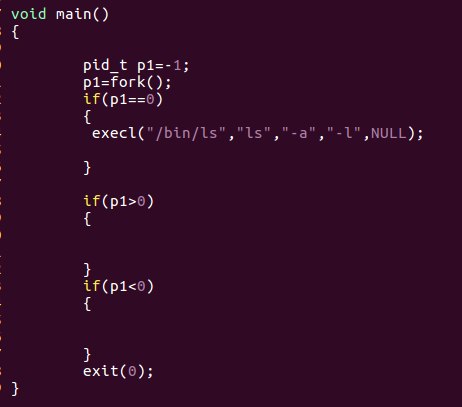 void main()
{
pid_t p1=-1;
p1=fork();
if(p1==0)
{
execl("/bin/ls","ls","-a","-l",NULL);
}
if(p1>0)
{
}
if(p1<0)
{
}
exit(0);
}